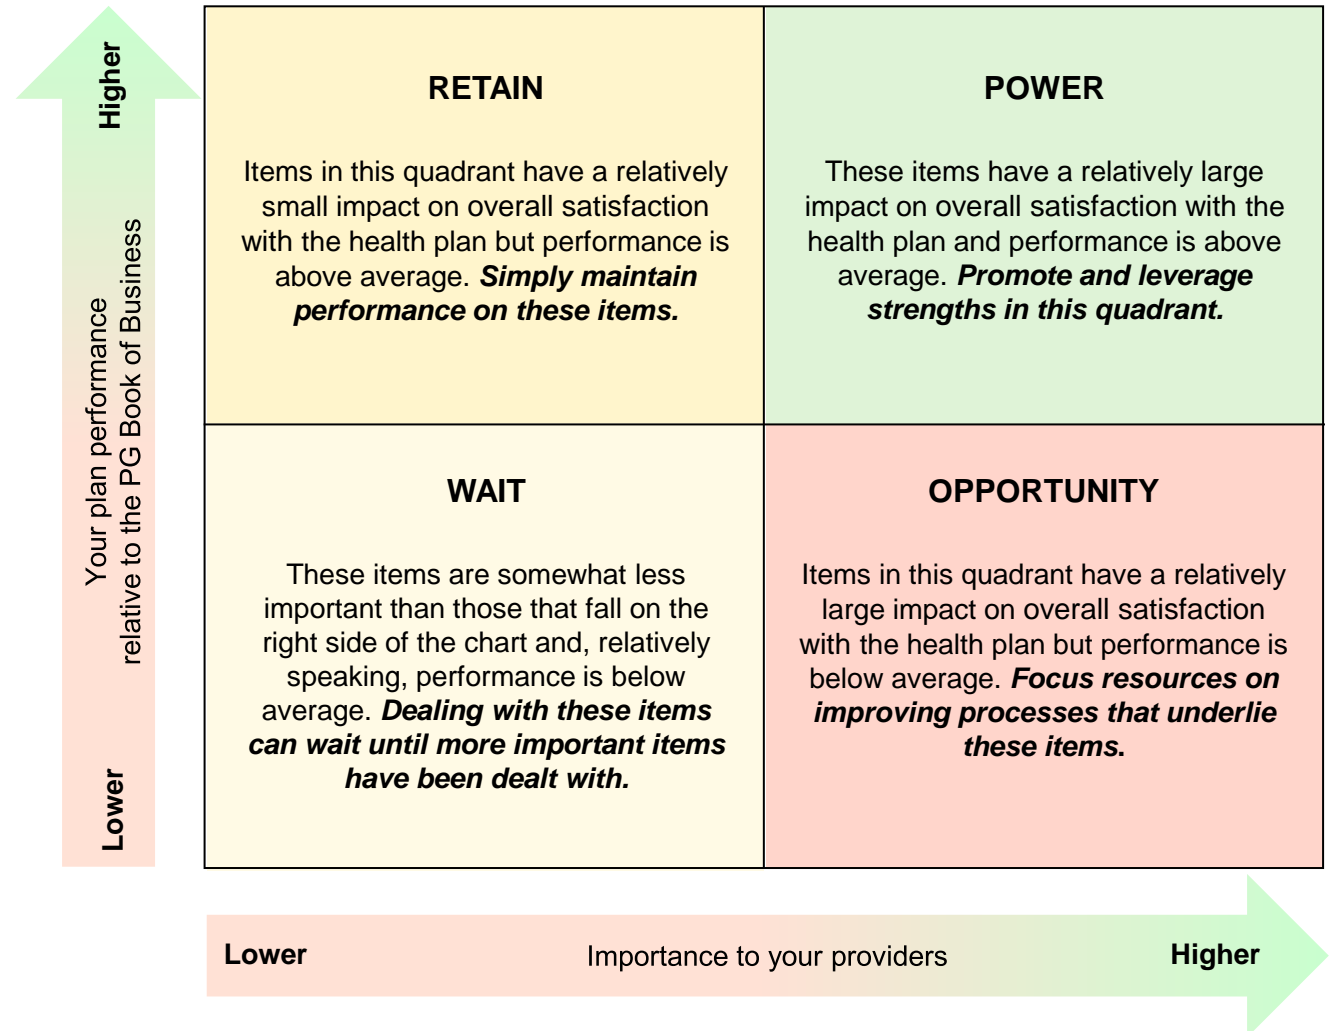 Higher
Your plan performance
relative to the PG Book of Business
Lower
RETAIN
Items in this quadrant have a relatively
small impact on overall satisfaction
with the health plan but performance is
above average. Simply maintain
performance on these items.
POWER
These items have a relatively large
impact on overall satisfaction with the
health plan and performance is above
average. Promote and leverage
strengths in this quadrant.
WAIT
These items are somewhat less
important than those that fall on the
right side of the chart and, relatively
speaking, performance is below
average. Dealing with these items
can wait until more important items
have been dealt with.
OPPORTUNITY
Items in this quadrant have a relatively
large impact on overall satisfaction
with the health plan but performance is
below average. Focus resources on
improving processes that underlie
these items.
Lower
Importance to your providers
Higher